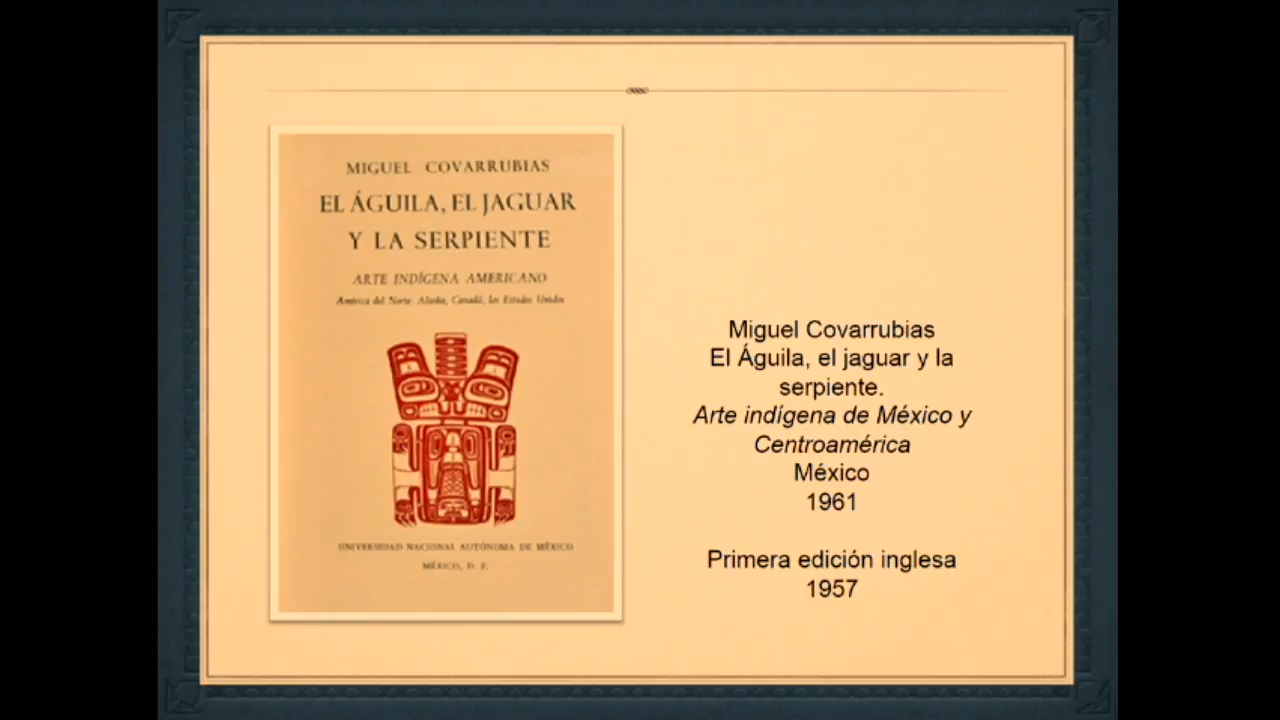 MIGUEL COVARRUBIAS
EL ÁGUILA, EL JAGUAR
Y LA SERPIENTE
ARTE INDÍGENA AMERICANO
América del Norte: Alaska, Canadá, los Estados Unidos
UNIVERSIDAD NACIONAL AUTÓNOMA DE MÉXICO
MÉXICO, D. F.
Miguel Covarrubias
El Águila, el jaguar y la
serpiente.
Arte indígena de México y
Centroamérica
México
1961
Primera edición inglesa
1957